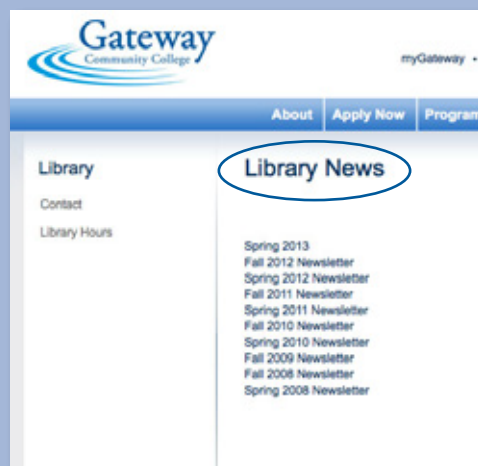 Gateway
Community College
myGateway •
About Apply Now Program
Library
Contact
Library Hours
Library News
Spring 2013
Fall 2012 Newsletter
Spring 2012 Newsletter
Fall 2011 Newsletter
Spring 2011 Newsletter
Fall 2010 Newsletter
Spring 2010 Newsletter
Fall 2009 Newsletter
Fall 2008 Newsletter
Spring 2008 Newsletter